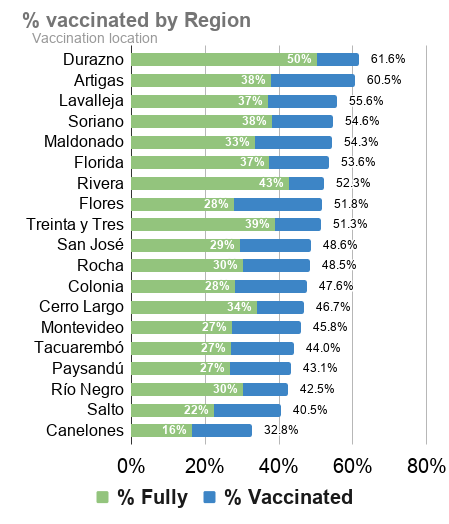 % vaccinated by Region
Vaccination location
Durazno 50% 61.6%
Artigas 38% 60.5%
Lavalleja 37% 55.6%
Soriano 38% 54.6%
Maldonado 33% 54.3%
Florida 37% 53.6%
Rivera 43% 52.3%
Flores 28% 51.8%
Treinta y Tres 39% 51.3%
San José 29% 48.6%
Rocha 30% 48.5%
Colonia 28% 47.6%
Cerro Largo 34% 46.7%
Montevideo 27% 45.8%
Tacuarembó 27% 44.0%
Paysandú 27% 43.1%
Río Negro 30% 42.5%
Salto 22% 40.5%
Canelones 16% 32.8%
0% 20% 40% 60% 80%
% Fully % Vaccinated